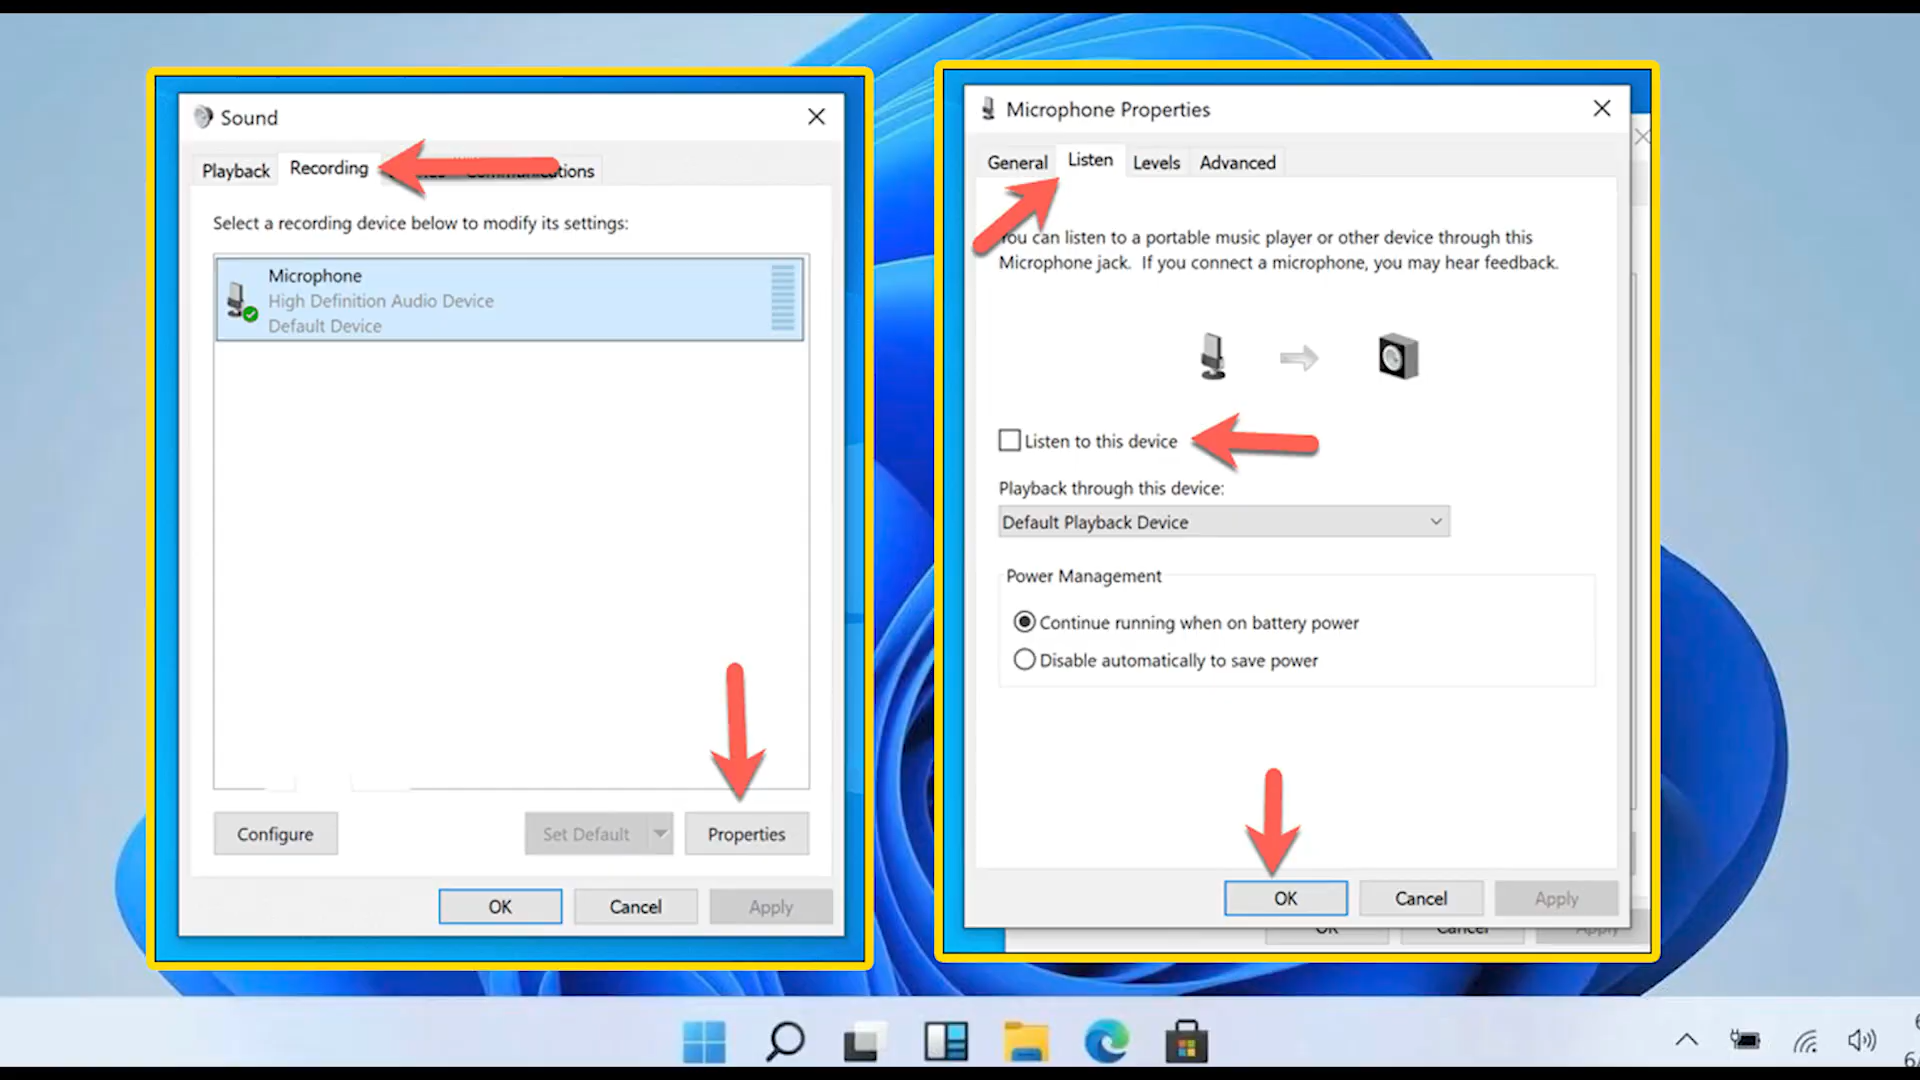 Sound
Playback
Recording
Select a recording device below to modify its settings:
Microphone
High Definition Audio Device
Default Device
Configure
Set Default
Properties
OK
Cancel
Apply
Microphone Properties
General
Listen
Levels
Advanced
You can listen to a portable music player or other device through this
Microphone jack. If you connect a microphone, you may hear feedback.
Listen to this device
Playback through this device:
Default Playback Device
Power Management
Continue running when on battery power
Disable automatically to save power
OK
Cancel
Apply
OK
Cancel
Apply